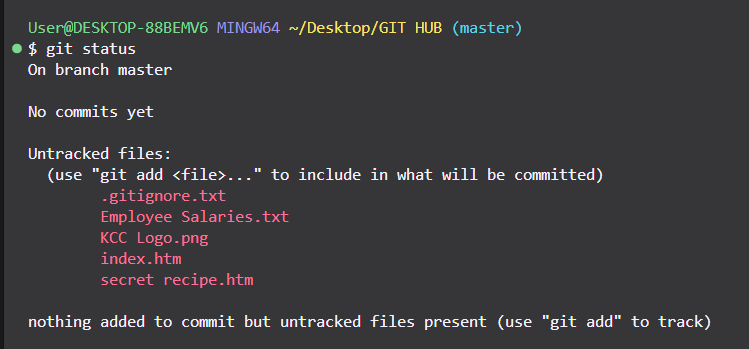 User@DESKTOP-88BEMV6 MINGW64 ~/Desktop/GIT HUB (master)
$ git status
On branch master
No commits yet
Untracked files:
(use "git add <file>..." to include in what will be committed)
.gitignore.txt
Employee Salaries.txt
KCC Logo.png
index.htm
secret recipe.htm
nothing added to commit but untracked files present (use "git add" to track)